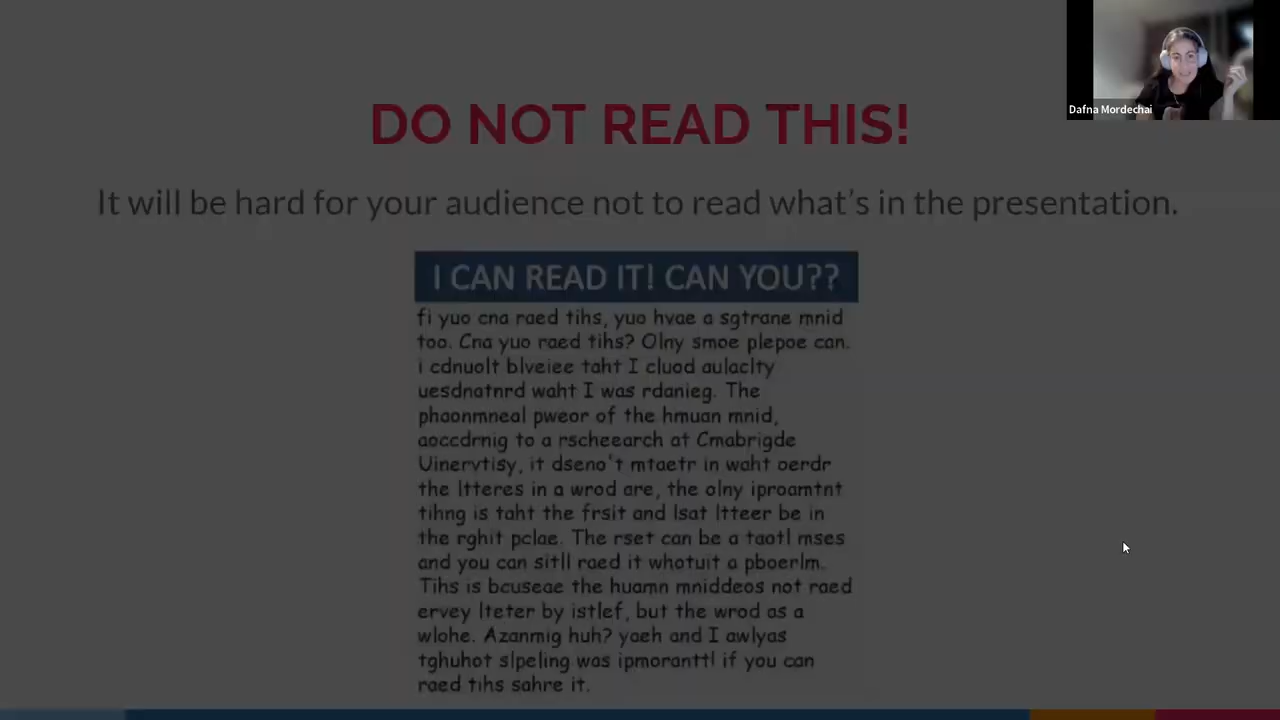 Dafna Mordechai
DO NOT READ THIS!
It will be hard for your audience not to read what's in the presentation.
I CAN READ IT! CAN YOU??
fi yuo cna raed tihs, yuo hvae a sgtrane mnid
too. Cna yuo raed tihs? Olny smoe plepoe can.
i cdnuolt blveiee taht I cluod aulaclty
uesdnatnrd waht I was rdanieg. The
phaonmneal pweor of the hmuan mnid,
aoccdrnig to a rscheearch at Cmabrigde
Uinervtisy, it dseno't mtaetr in waht oerdr
the ltteres in a wrod are, the olny iproamtnt
tihng is taht the frsit and lsat ltteer be in
the rghit pclae. The rset can be a taotl mses
and you can sitll raed it whotuit a pboerlm.
Tihs is bcuseae the huamn mniddeos not raed
ervey lteter by istlef, but the wrod as a
wlohe. Azanmig huh? yaeh and I awlyas
tghuhot slpeling was ipmorantt! if you can
raed tihs sahre it.